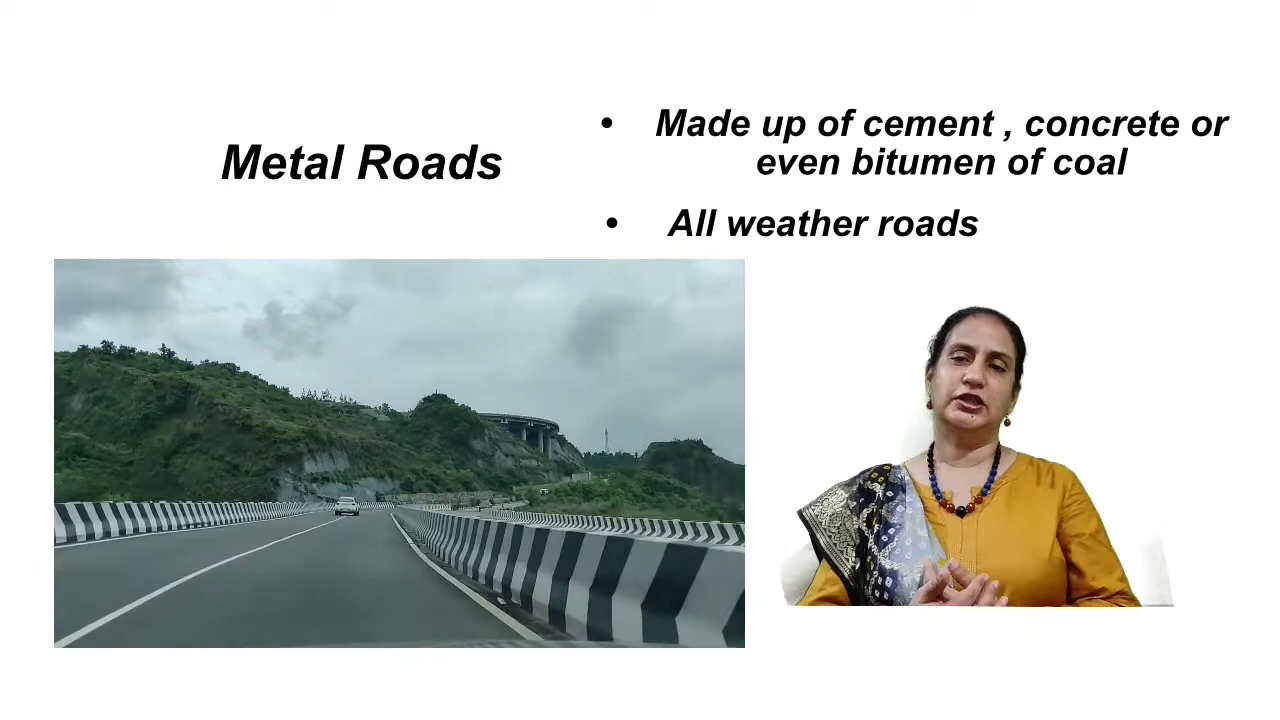 Metal Roads
• Made up of cement , concrete or
even bitumen of coal
• All weather roads